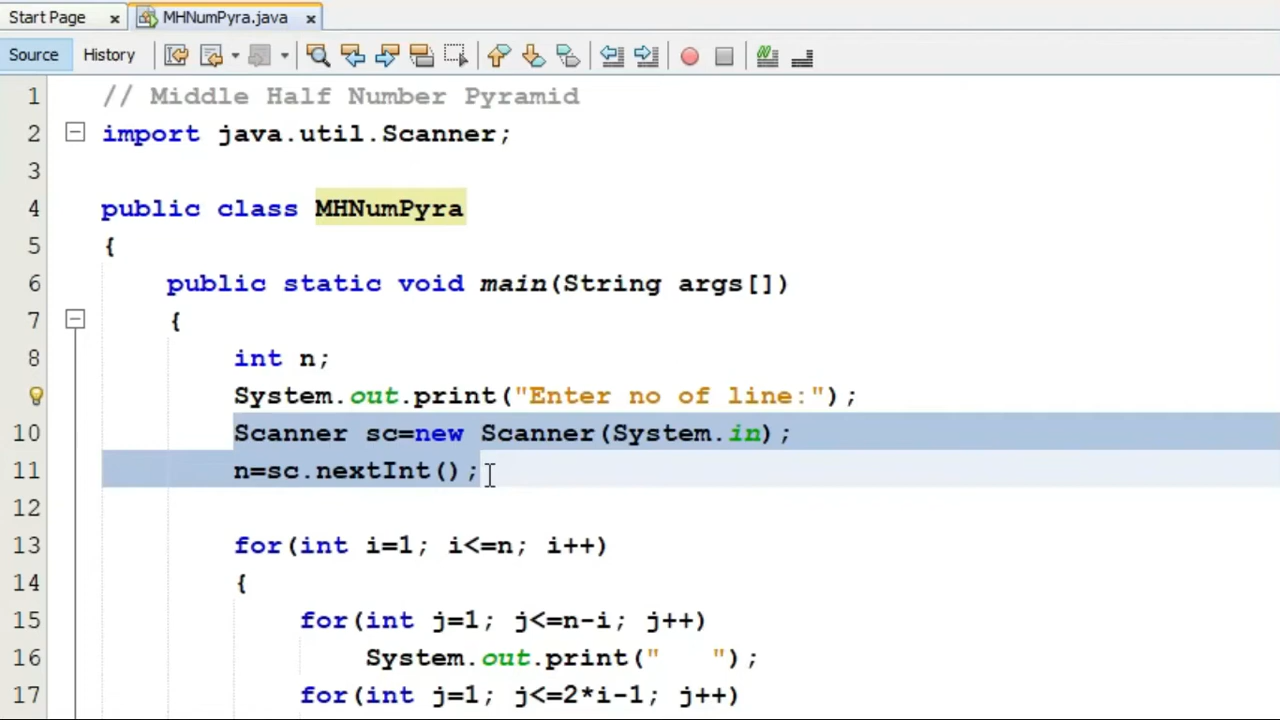 Start Page MHNumPyra.java
Source History
1 // Middle Half Number Pyramid
2 import java.util.Scanner;
3
4 public class MHNumPyra
5 {
6 public static void main(String args[])
7 {
8 int n;
System.out.print("Enter no of line:");
10 Scanner sc=new Scanner(System.in);
11 n=sc.nextInt();
12
13 for(int i=1; i<=n; i++)
14 {
15 for(int j=1; j<=n-i; j++)
16 System.out.print("   ");
17 for(int j=1; j<=2*i-1; j++)